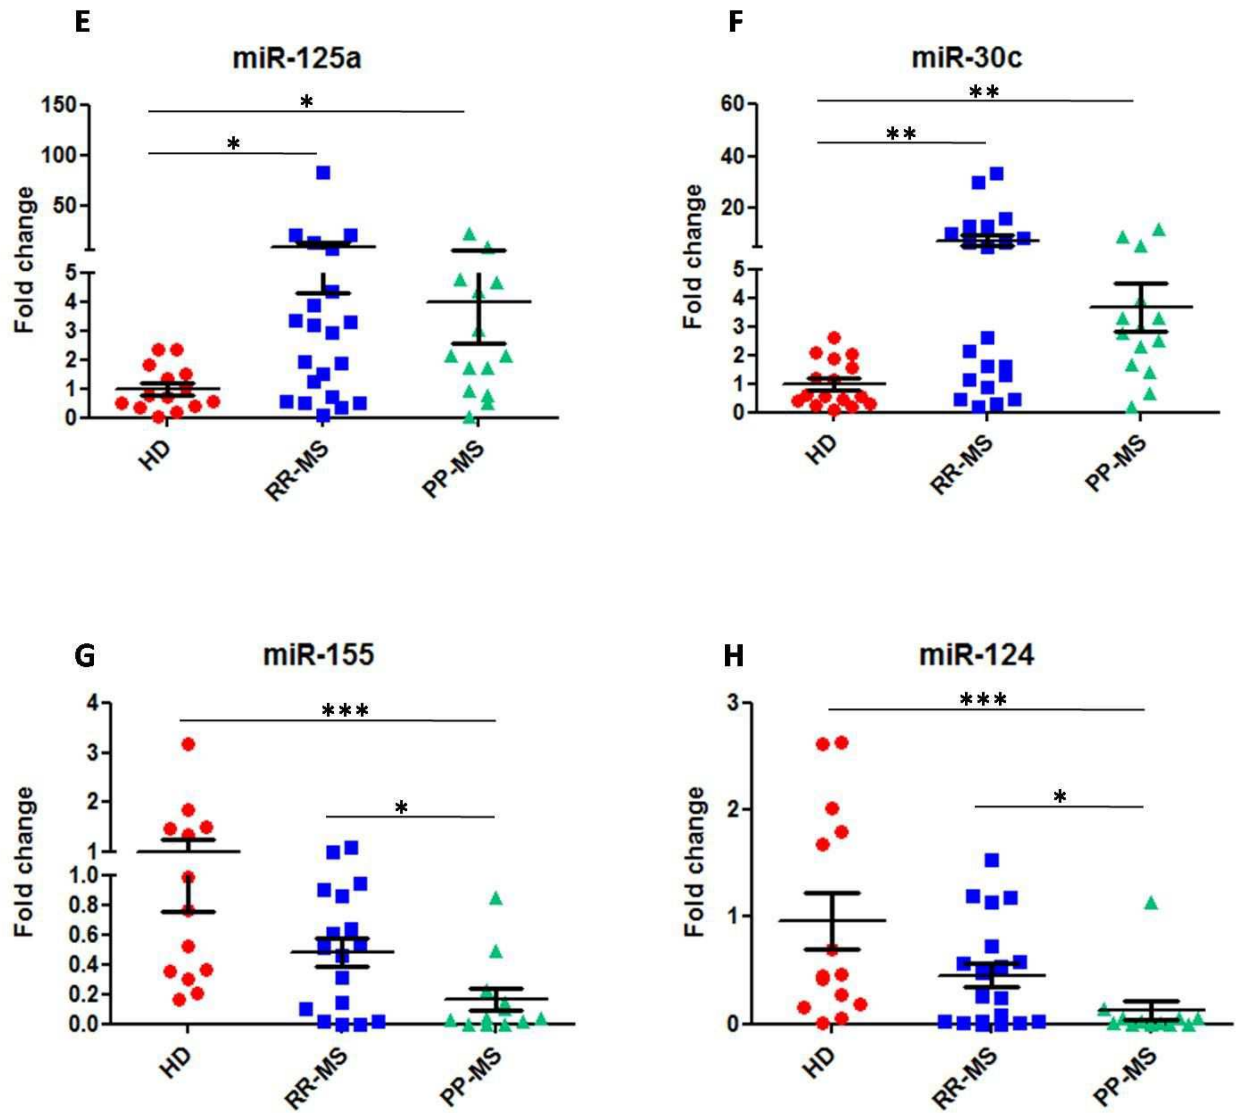 E
miR-125a
Fold change
150
100
50
5
4
3
2
1
0
*
*
HD
RR-MS
PP-MS
F
miR-30c
Fold change
60
40
20
5
4
3
2
1
0
**
**
HD
RR-MS
PP-MS
G
miR-155
Fold change
4
3
2
1
1.0
0.8
0.6
0.4
0.2
0.0
***
*
HD
RR-MS
PP-MS
H
miR-124
Fold change
3
2
1
0
***
*
HD
RR-MS
PP-MS